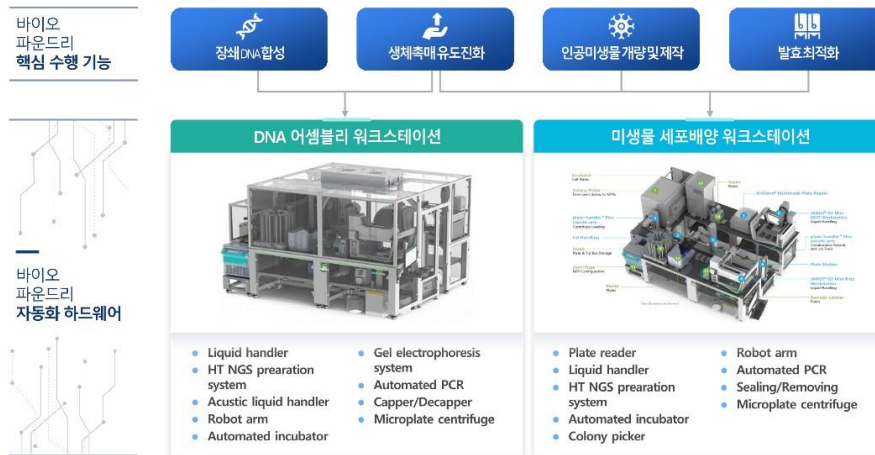 바이오
파운드리
핵심 수행 기능
장쇄DNA합성
생체촉매 유도진화
인공미생물 개량 및 제작
발효 최적화
바이오
파운드리
자동화 하드웨어
DNA 어셈블리 워크스테이션
Liquid handler
HT NGS prearation
system
Acustic liquid handler
Robot arm
Automated incubator
Gel electrophoresis
system
Automated PCR
Capper/Decapper
Microplate centrifuge
미생물 세포배양 워크스테이션
Plate reader
Liquid handler
HT NGS prearation
system
Automated incubator
Colony picker
Robot arm
Automated PCR
Sealing/Removing
Microplate centrifuge